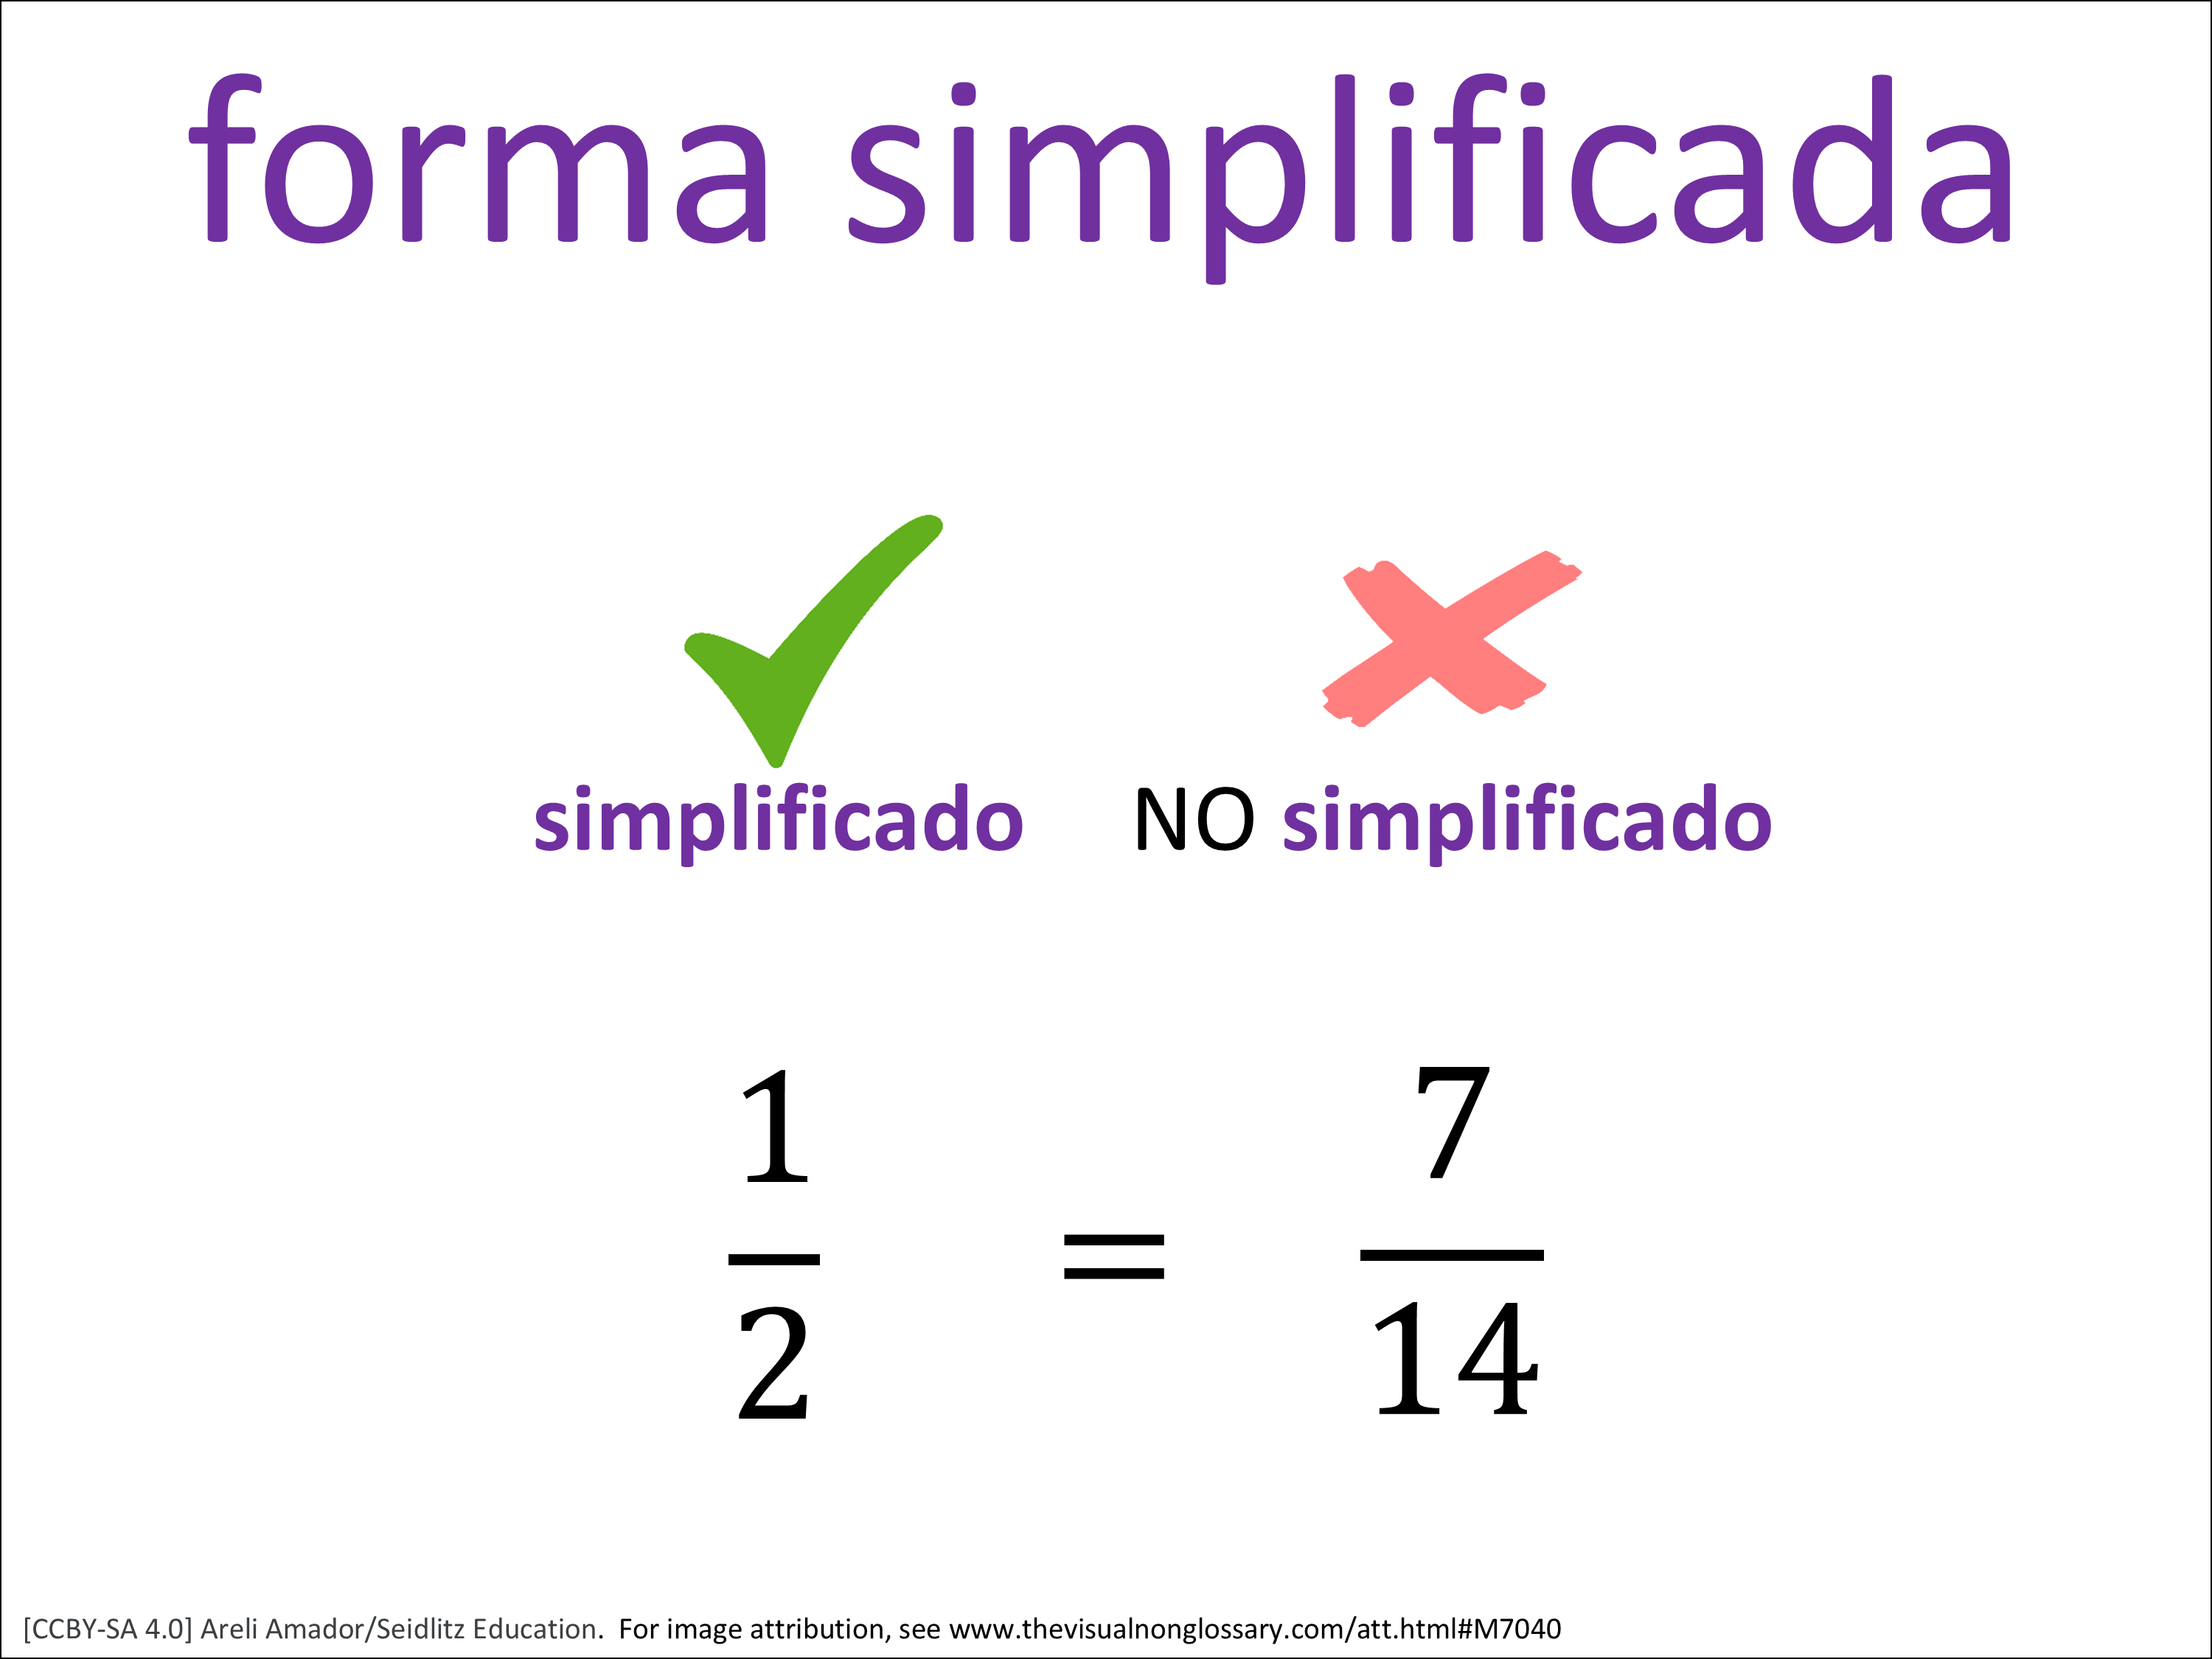 forma simplificada
simplificado NO simplificado
1 = 7
2 14
[CCBY-SA 4.0] Areli Amador/Seidlitz Education. For image attribution, see www.thevisualnonglossary.com/att.html#M7040